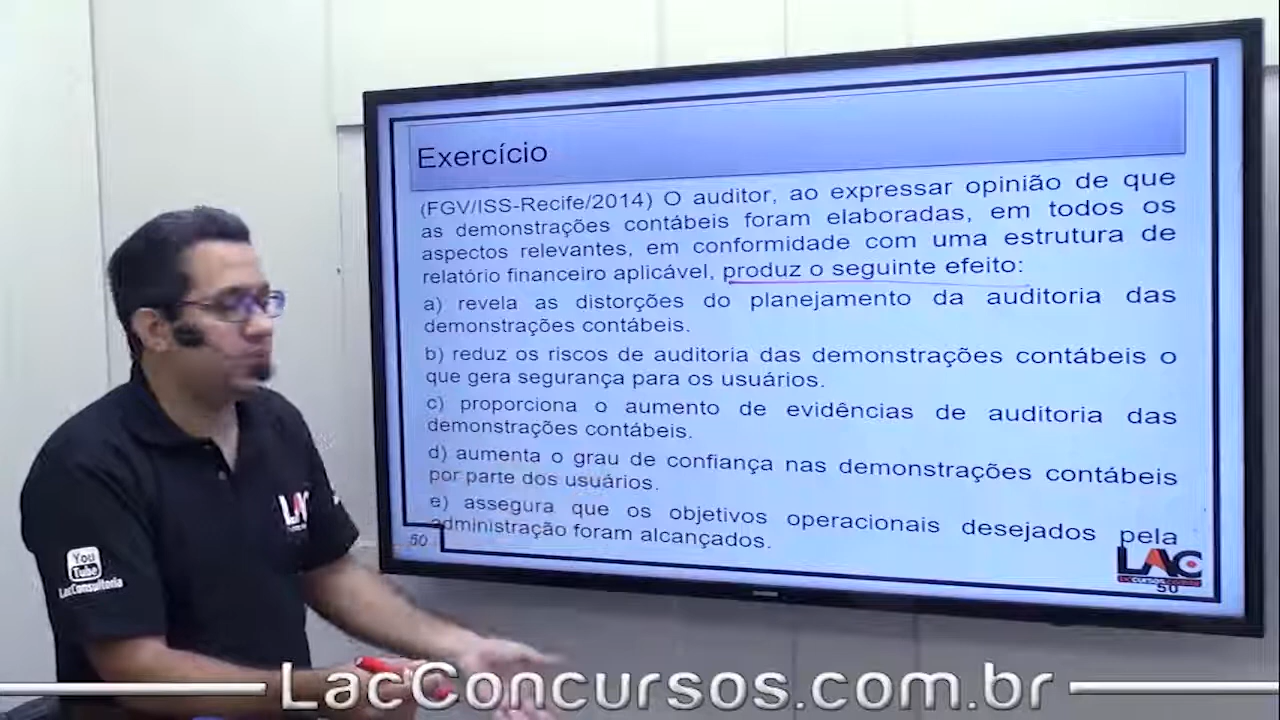 Exercício
(FGV/ISS-Recife/2014) O auditor, ao expressar opinião de que
as demonstrações contábeis foram elaboradas, em todos os
aspectos relevantes, em conformidade com uma estrutura de
relatório financeiro aplicável, produz o seguinte efeito:
a) revela as distorções do planejamento da auditoria das
demonstrações contábeis.
b) reduz os riscos de auditoria das demonstrações contábeis o
que gera segurança para os usuários.
c) proporciona o aumento de evidências de auditoria das
demonstrações contábeis.
d) aumenta o grau de confiança nas demonstrações contábeis
por parte dos usuários.
e) assegura que os objetivos operacionais desejados pela
administração foram alcançados.
50
LAC
50
LAC
You
Tube
LacConsultoria
LacConcursos.com.br